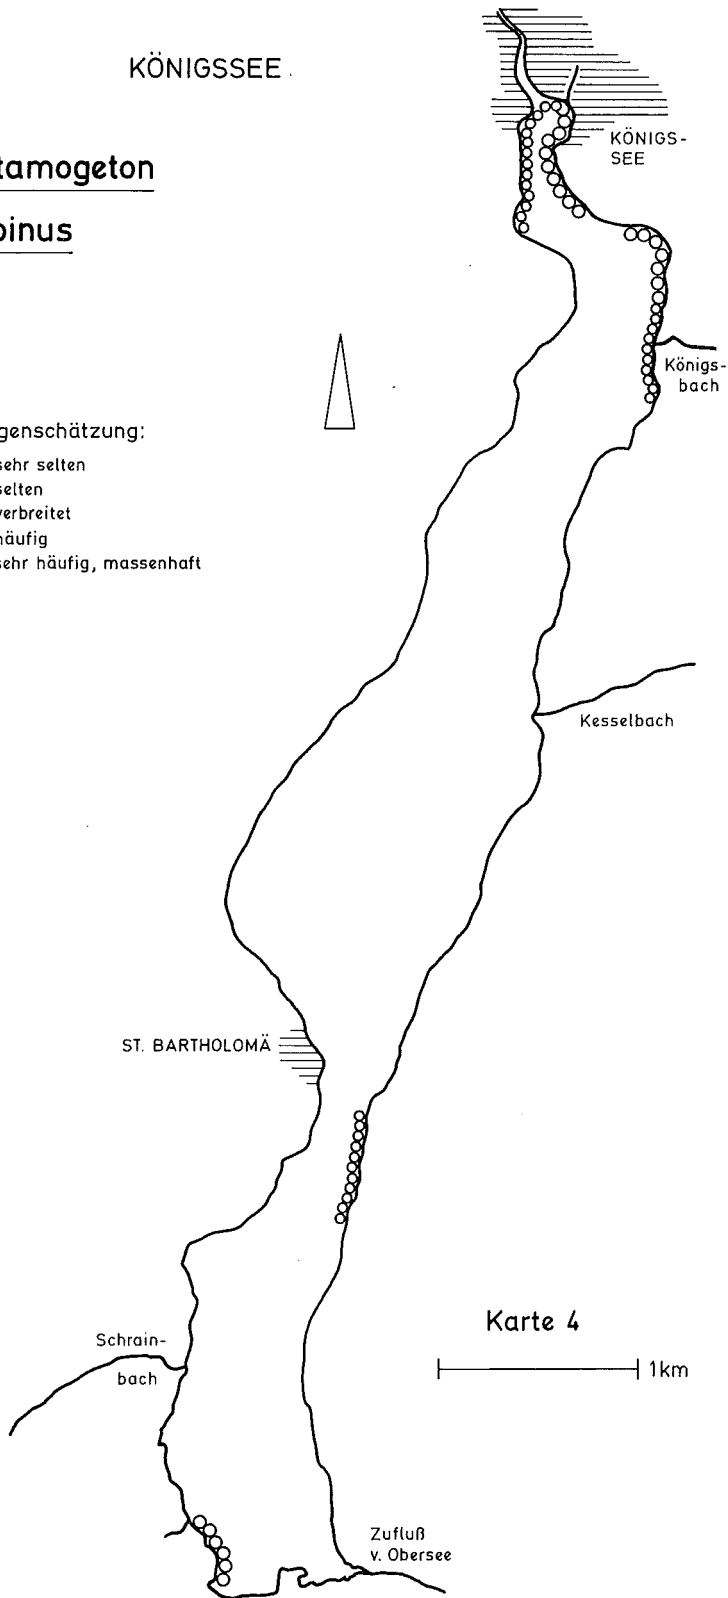 KÖNIGSSEE
tamogeton
pinus
KÖNIGS-
SEE
Königs-
bach
genschätzung:
sehr selten
selten
verbreitet
häufig
sehr häufig, massenhaft
Kesselbach
ST. BARTHOLOMÄ
Karte 4
1km
Schrain-
bach
Zufluß
v. Obersee